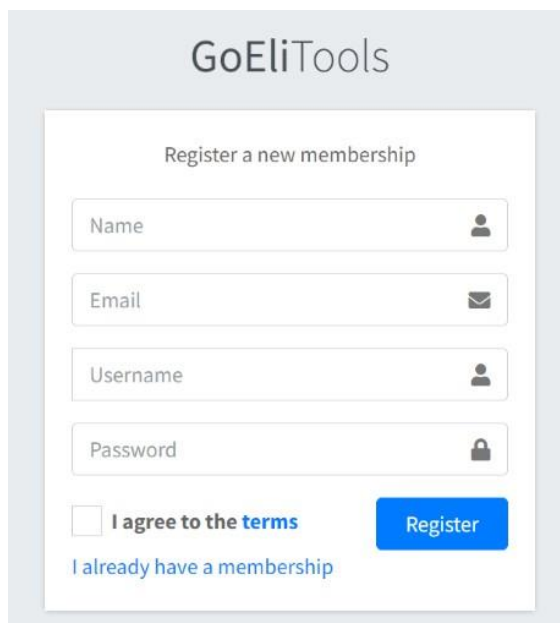 GoEliTools
Register a new membership
Name
Email
Username
Password
I agree to the terms
Register
I already have a membership